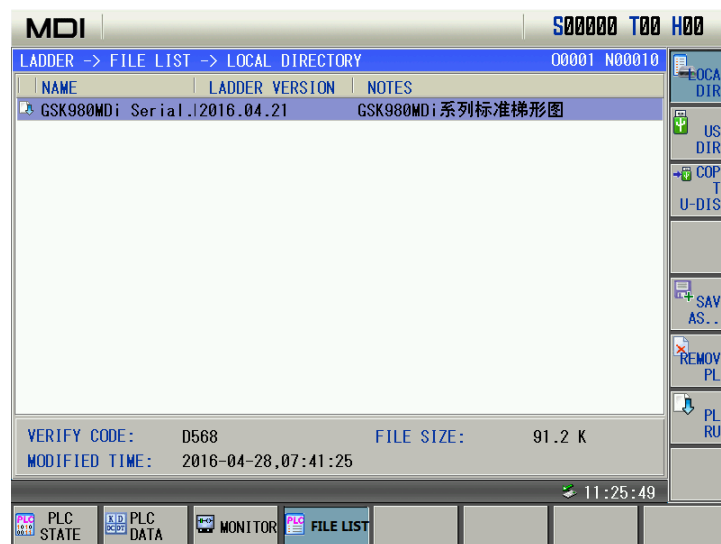 MDI S00000 T00 H00
LADDER -> FILE LIST -> LOCAL DIRECTORY O0001 N00010
NAME LADDER VERSION NOTES
GSK980MDi Serial. 2016.04.21 GSK980MDi系列标准梯形图
VERIFY CODE: D568 FILE SIZE: 91.2 K
MODIFIED TIME: 2016-04-28,07:41:25
11:25:49
LOCA
DIR
US
DIR
COP
T
U-DIS
SAV
AS..
REMOV
PL
PL
RU
PLC
STATE
PLC
DATA
MONITOR
FILE LIST